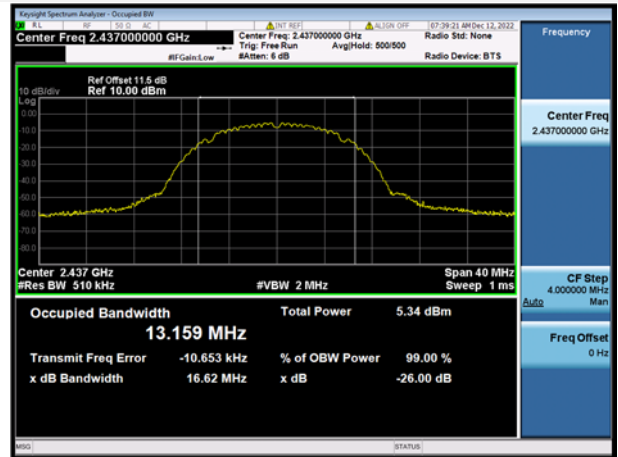 Keysight Spectrum Analyzer - Occupied BW
RL RF 50 Ω AC INT REF ALIGN OFF 07:39:21 AM Dec 12, 2022
Center Freq 2.437000000 GHz
Center Freq: 2.437000000 GHz Radio Std: None
Trig: Free Run Avg|Hold: 500/500
#IFGain:Low #Atten: 6 dB Radio Device: BTS
Frequency
Ref Offset 11.5 dB
10 dB/div Ref 10.00 dBm
Log
0.00
-10.0
-20.0
-30.0
-40.0
-50.0
-60.0
-70.0
-80.0
Center Freq
2.437000000 GHz
Center 2.437 GHz Span 40 MHz
#Res BW 510 kHz #VBW 2 MHz Sweep 1 ms
CF Step
4.000000 MHz
Auto Man
Occupied Bandwidth Total Power 5.34 dBm
13.159 MHz
Transmit Freq Error -10.653 kHz % of OBW Power 99.00 %
x dB Bandwidth 16.62 MHz x dB -26.00 dB
Freq Offset
0 Hz
MSG STATUS